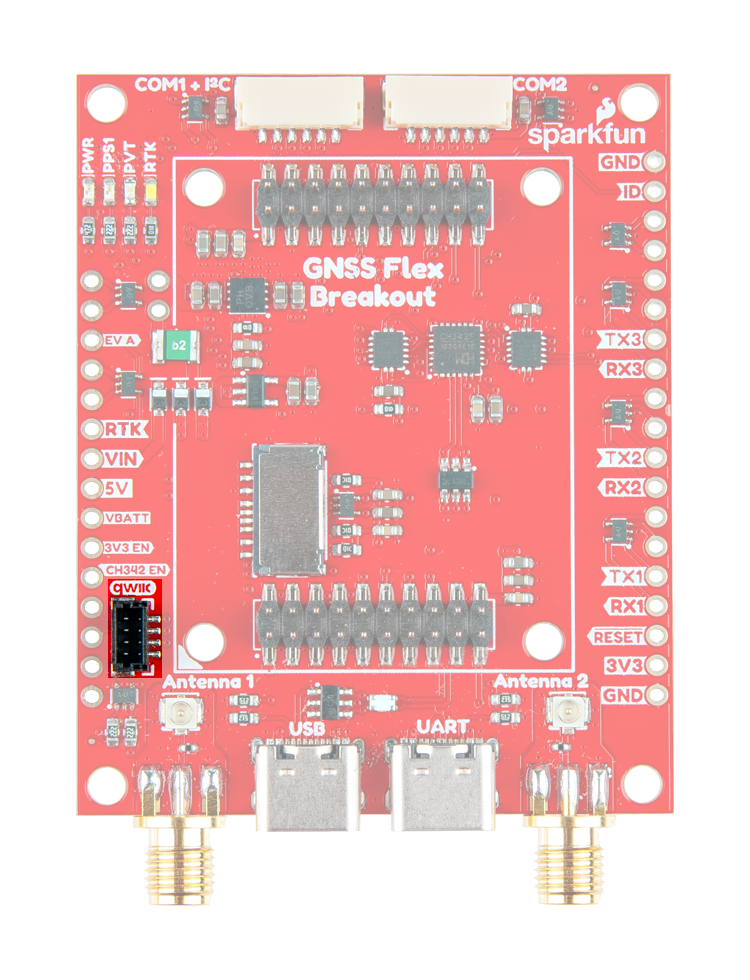 COM1 + I²C
COM2
sparkfun
PWR
PPS1
PVT
RTK
GND
ID
GNSS Flex
Breakout
EV A
62
TX3
RX3
RTK
VIN
5V
VBATT
3V3 EN
CH342 EN
qwiic
TX2
RX2
TX1
RX1
RESET
3V3
GND
Antenna 1
Antenna 2
USB
UART